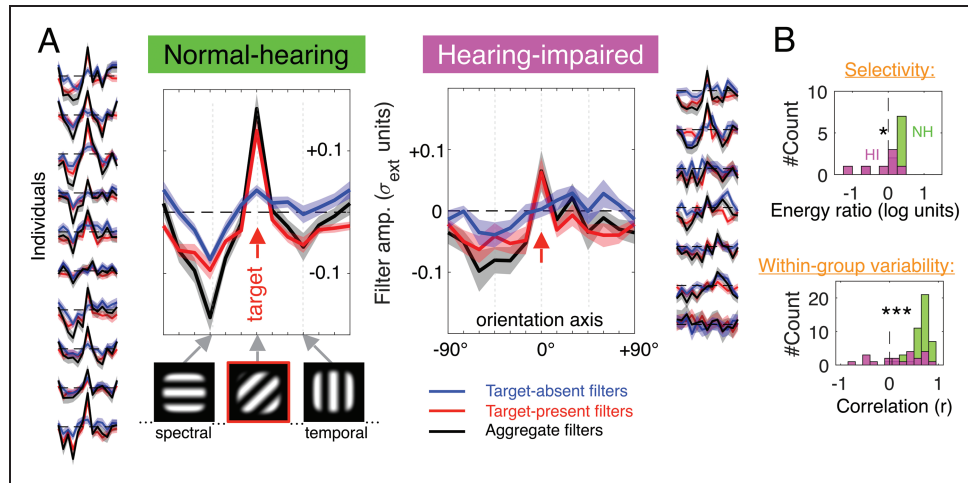 A
Normal-hearing
Hearing-impaired
B
Individuals
+0.1
-0.1
target
spectral
temporal
Filter amp. (σext units)
+0.1
0
-0.1
orientation axis
-90°
0°
+90°
Target-absent filters
Target-present filters
Aggregate filters
Selectivity:
10
5
0
#Count
*
HI
NH
-1
0
1
Energy ratio (log units)
Within-group variability:
20
10
0
#Count
***
-1
0
1
Correlation (r)